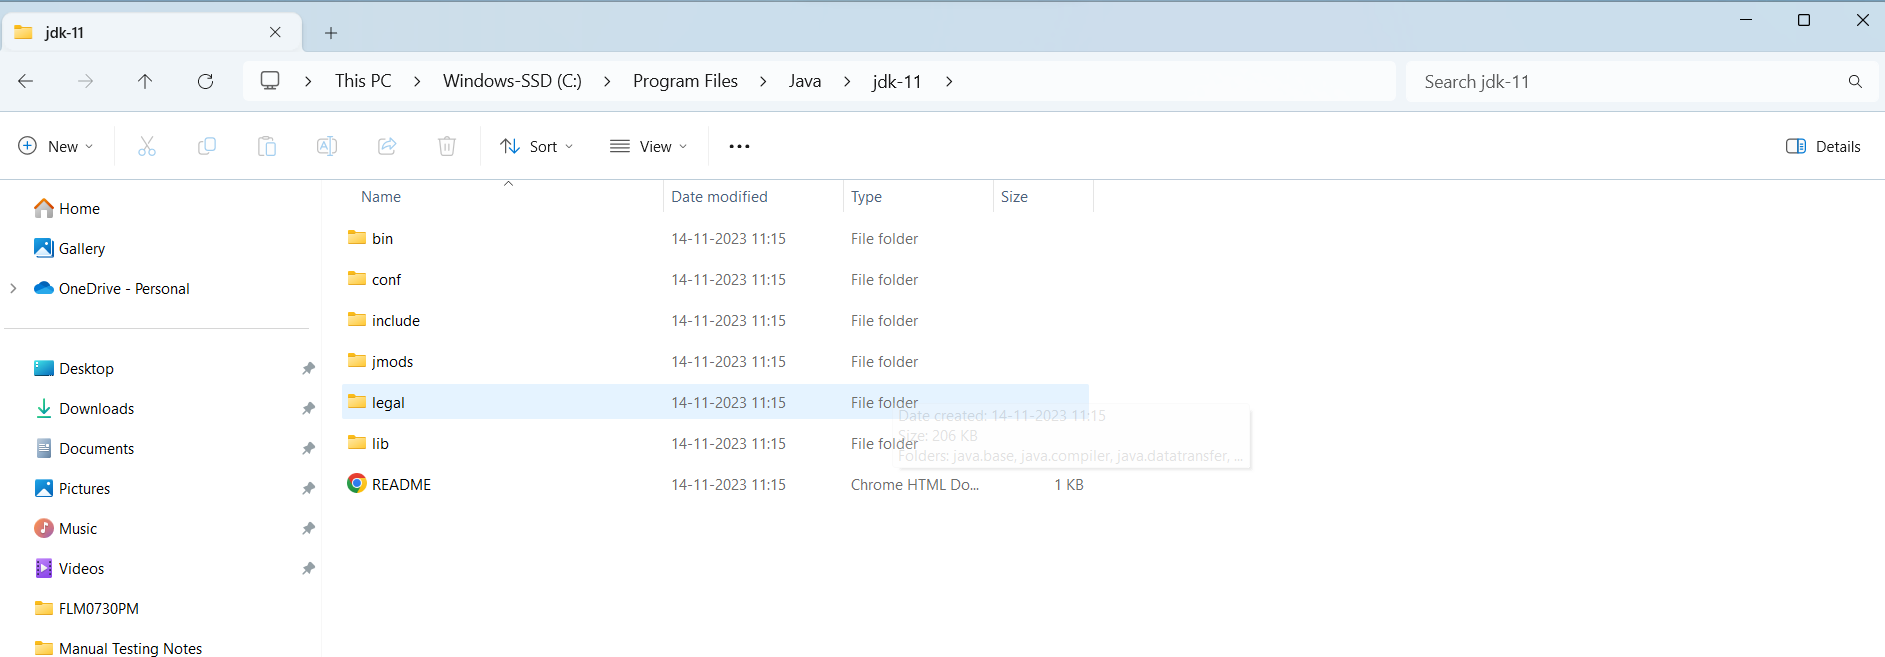 jdk-11
This PC > Windows-SSD (C:) > Program Files > Java > jdk-11 >
Search jdk-11
New
Sort
View
Details
Name Date modified Type Size
Home
Gallery
OneDrive - Personal
Desktop
Downloads
Documents
Pictures
Music
Videos
FLM0730PM
Manual Testing Notes
bin 14-11-2023 11:15 File folder
conf 14-11-2023 11:15 File folder
include 14-11-2023 11:15 File folder
jmods 14-11-2023 11:15 File folder
legal 14-11-2023 11:15 File folder
Date created: 14-11-2023 11:15
Size: 206 KB
Folders: java.base, java.compiler, java.datatransfer, ...
lib 14-11-2023 11:15 File folder
README 14-11-2023 11:15 Chrome HTML Do... 1 KB